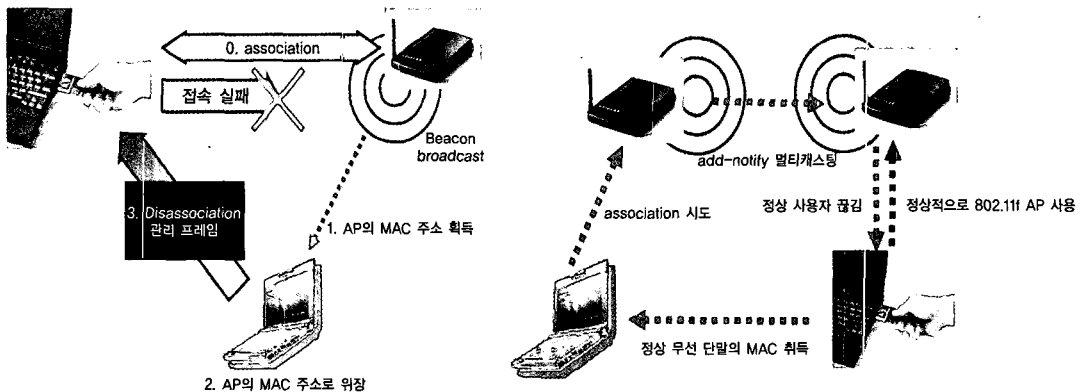 0. association
접속 실패
Beacon
broadcast
3. Disassociation
관리 프레임
1. AP의 MAC 주소 획득
2. AP의 MAC 주소로 위장
add-notify 멀티캐스팅
association 시도
정상 사용자 끊김
정상적으로 802.11f AP 사용
정상 무선 단말의 MAC 취득